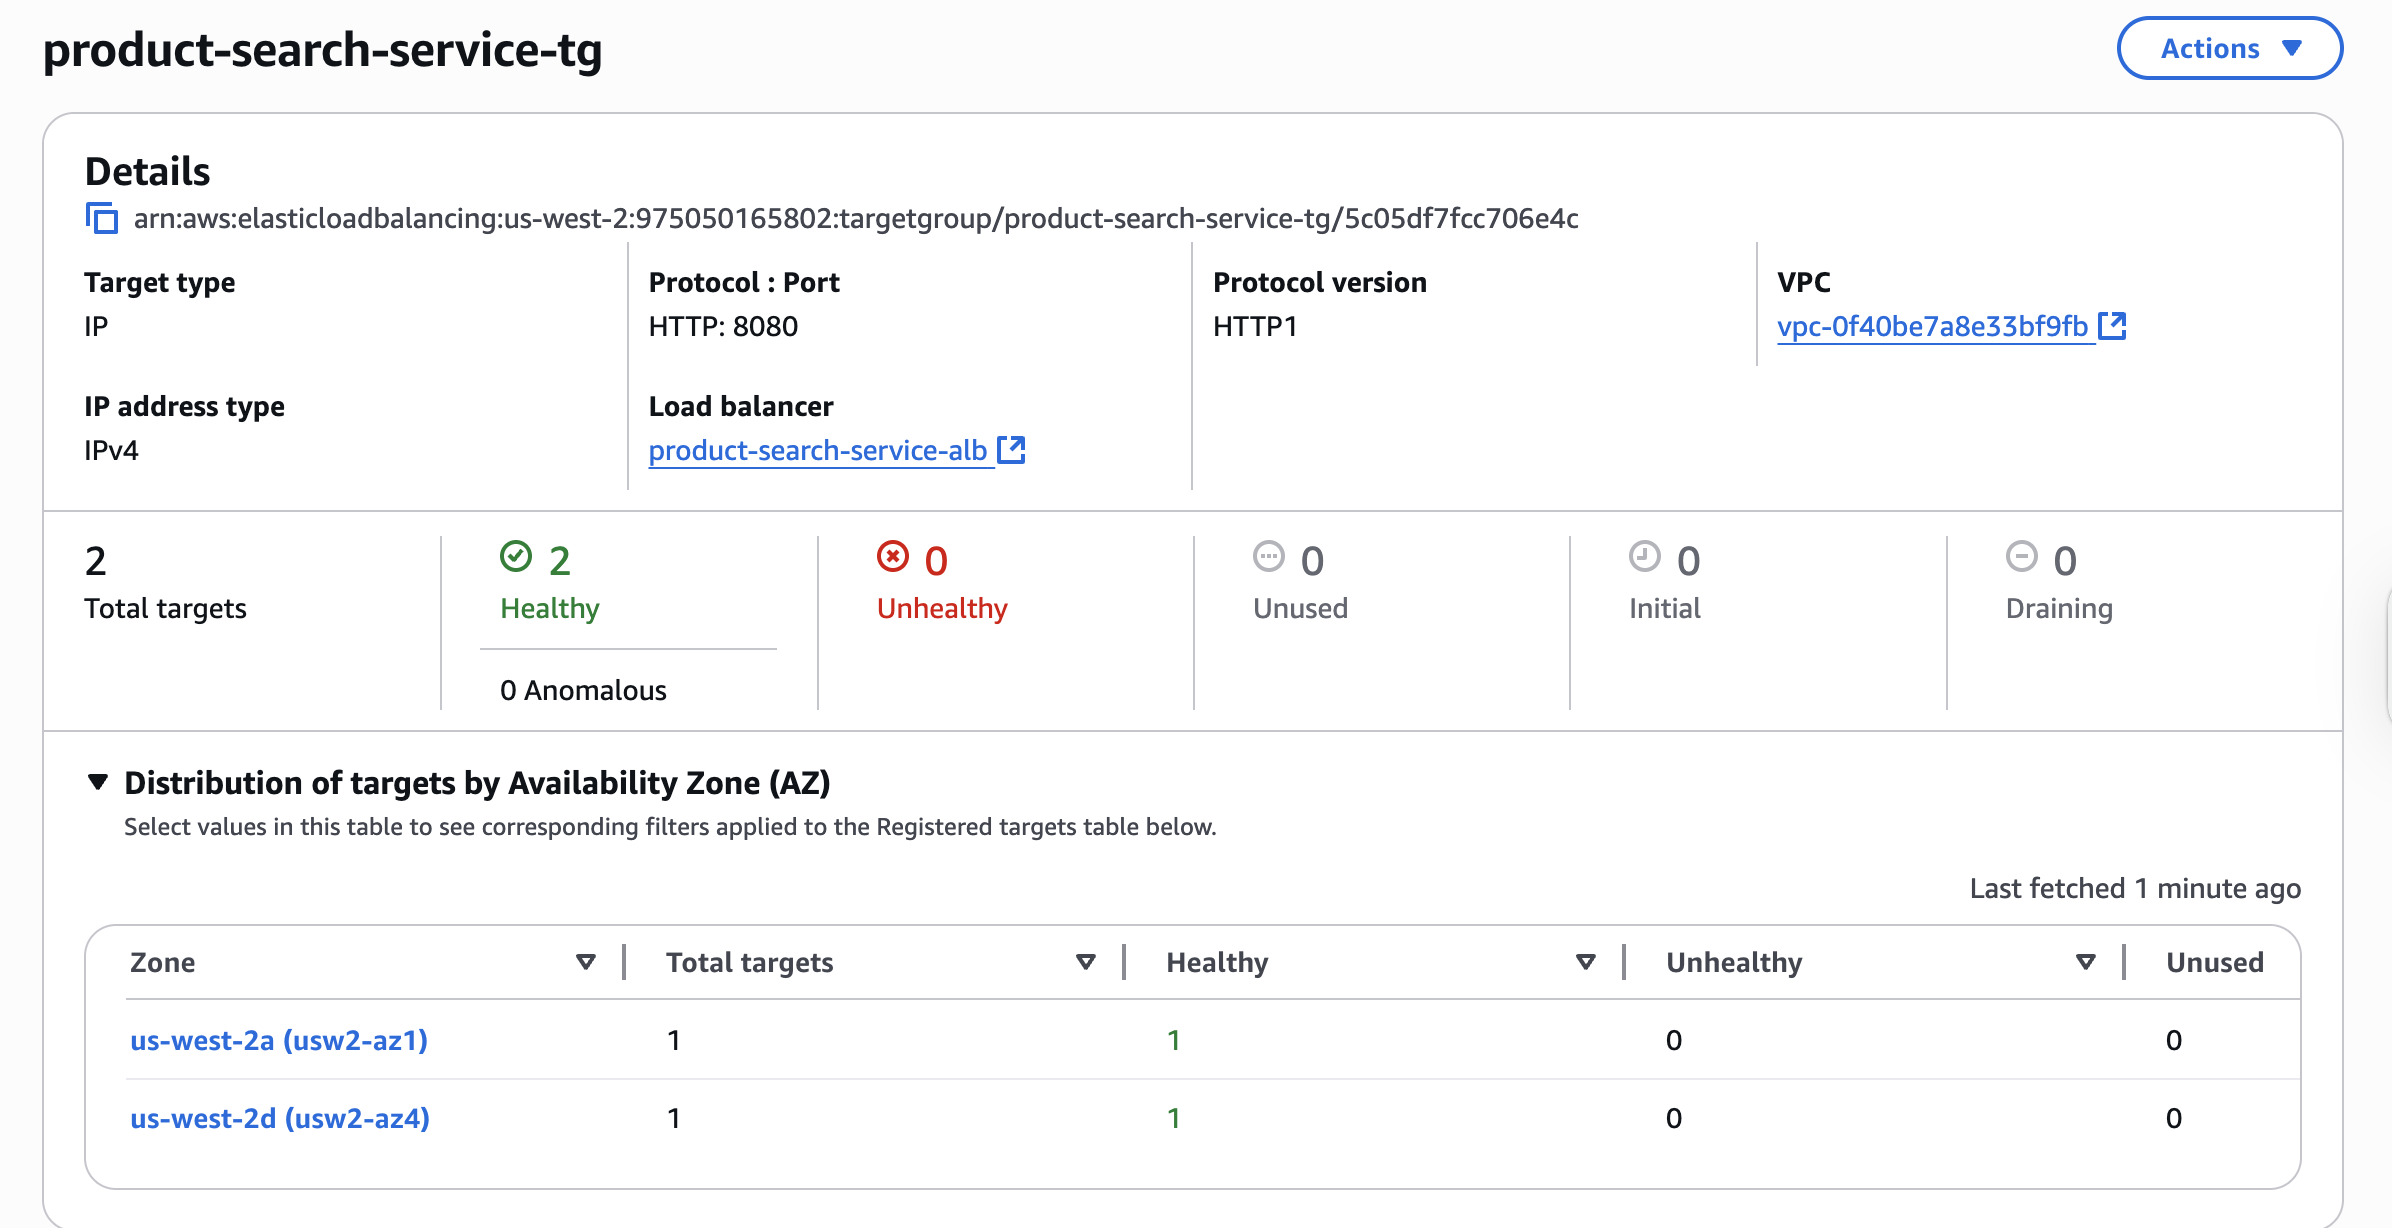 product-search-service-tg
Actions
Details
arn:aws:elasticloadbalancing:us-west-2:975050165802:targetgroup/product-search-service-tg/5c05df7fcc706e4c
Target type
IP
Protocol : Port
HTTP: 8080
Protocol version
HTTP1
VPC
vpc-0f40be7a8e33bf9fb
IP address type
IPv4
Load balancer
product-search-service-alb
2
Total targets
2
Healthy
0 Anomalous
0
Unhealthy
0
Unused
0
Initial
0
Draining
Distribution of targets by Availability Zone (AZ)
Select values in this table to see corresponding filters applied to the Registered targets table below.
Last fetched 1 minute ago
Zone Total targets Healthy Unhealthy Unused
us-west-2a (usw2-az1) 1 1 0 0
us-west-2d (usw2-az4) 1 1 0 0